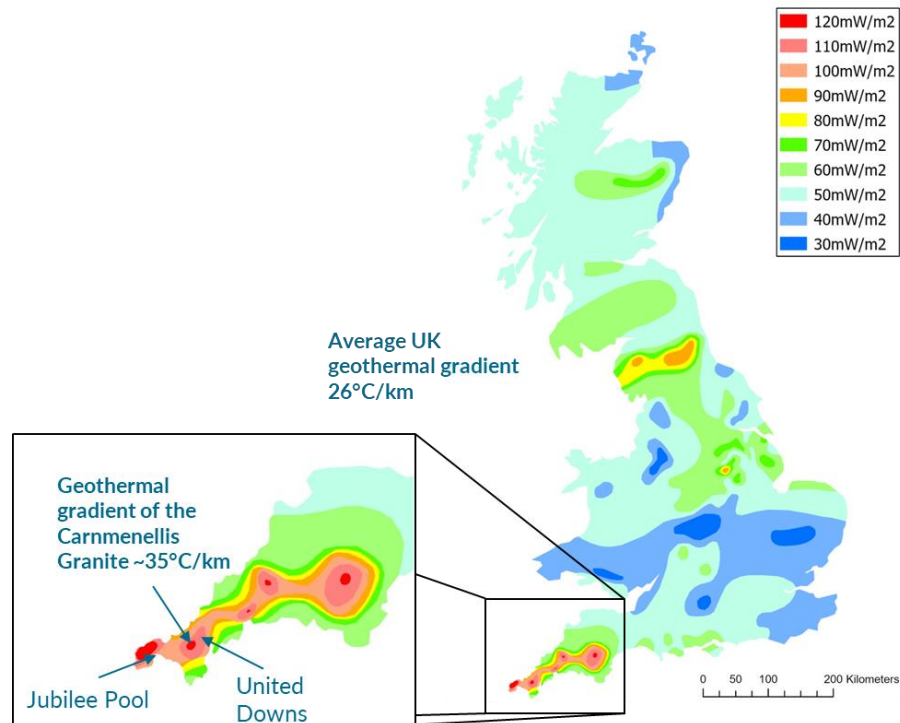 120mW/m2
110mW/m2
100mW/m2
90mW/m2
80mW/m2
70mW/m2
60mW/m2
50mW/m2
40mW/m2
30mW/m2
Average UK
geothermal gradient
26°C/km
Geothermal
gradient of the
Carnmenellis
Granite ~35°C/km
Jubilee Pool
United
Downs
0 50 100 200 Kilometers